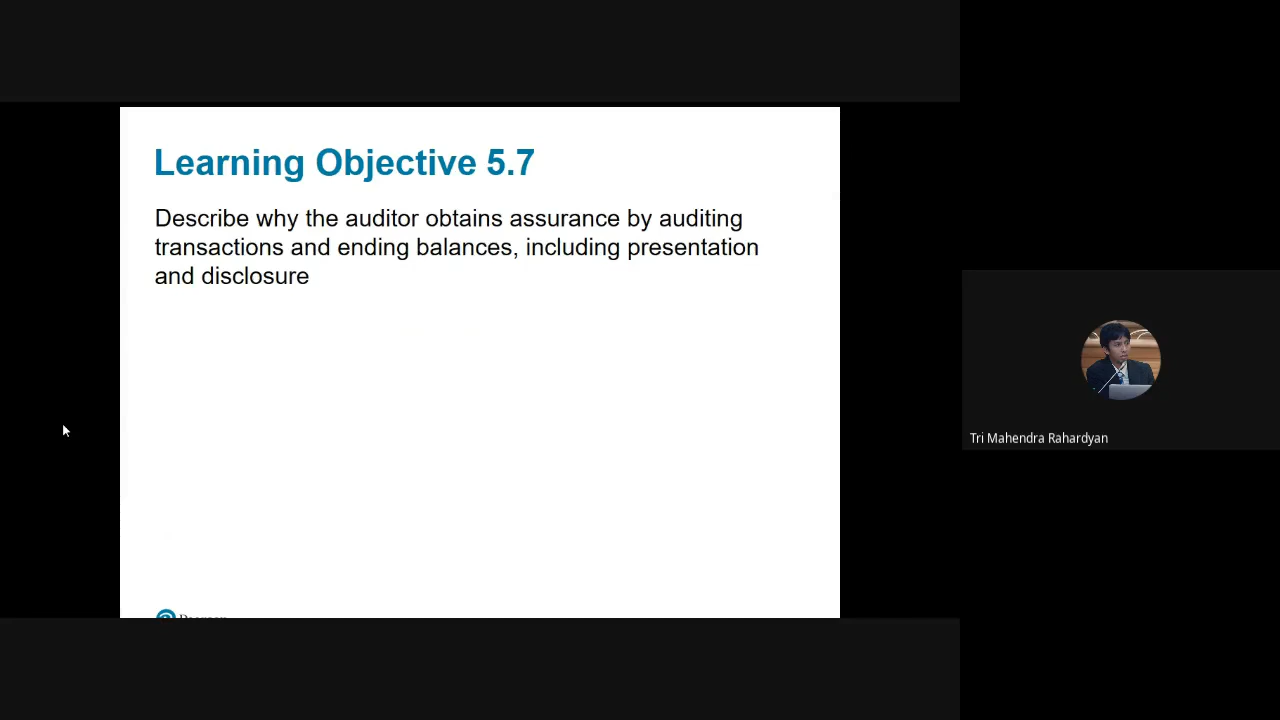 Learning Objective 5.7
Describe why the auditor obtains assurance by auditing
transactions and ending balances, including presentation
and disclosure
Tri Mahendra Rahardyan